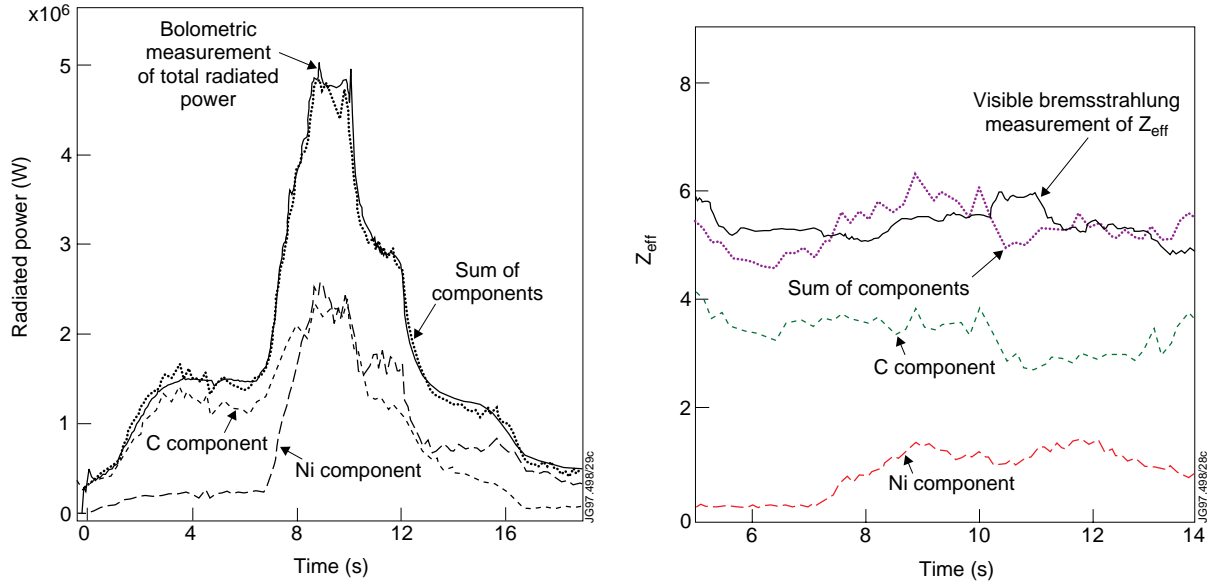 x10⁶
Bolometric
measurement
of total radiated
power
5
4
3
2
1
0
Radiated power (W)
Sum of
components
C component
Ni component
0
4
8
12
16
Time (s)
JG97.498/29c
8
6
4
2
0
Z_eff
Visible bremsstrahlung
measurement of Z_eff
Sum of components
C component
Ni component
6
8
10
12
14
Time (s)
JG97.498/28c